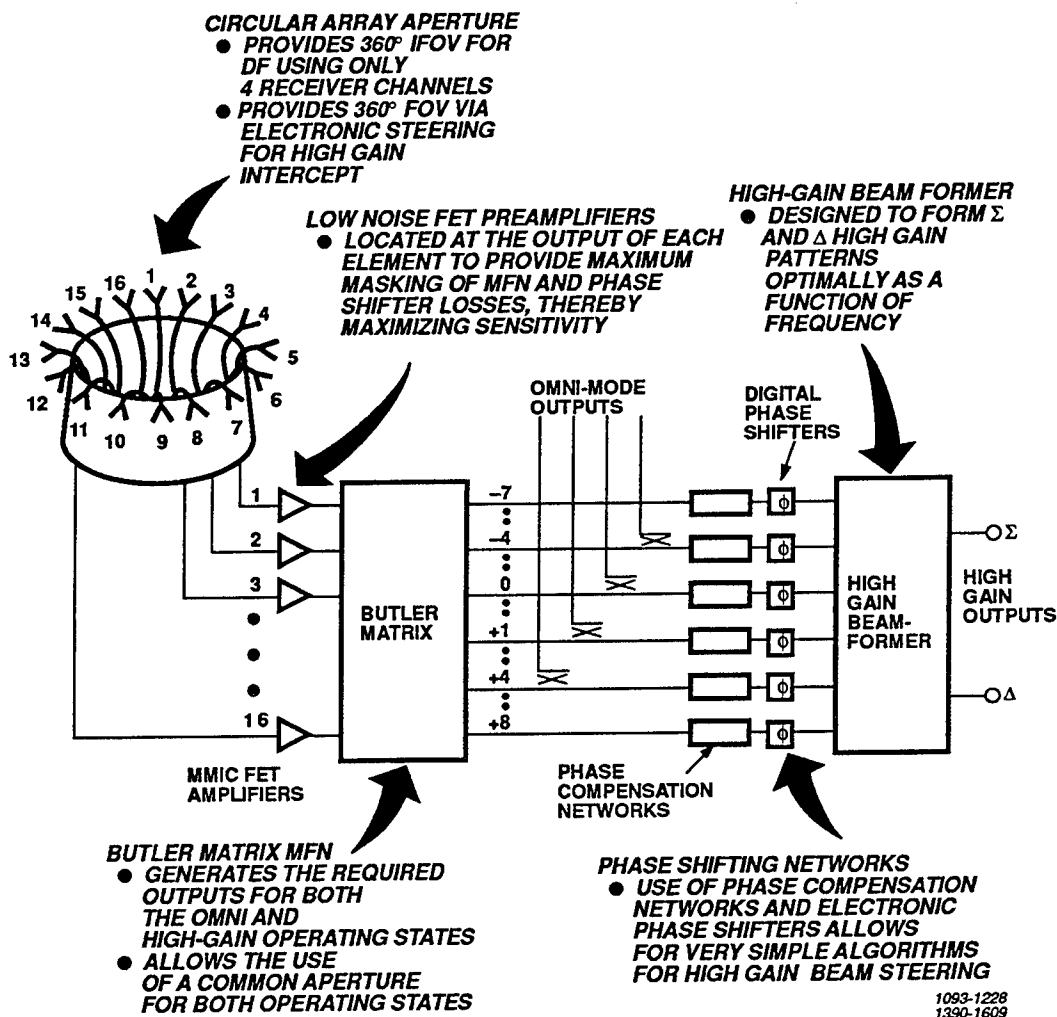 CIRCULAR ARRAY APERTURE
● PROVIDES 360° IFOV FOR
DF USING ONLY
4 RECEIVER CHANNELS
● PROVIDES 360° FOV VIA
ELECTRONIC STEERING
FOR HIGH GAIN
INTERCEPT
LOW NOISE FET PREAMPLIFIERS
● LOCATED AT THE OUTPUT OF EACH
ELEMENT TO PROVIDE MAXIMUM
MASKING OF MFN AND PHASE
SHIFTER LOSSES, THEREBY
MAXIMIZING SENSITIVITY
HIGH-GAIN BEAM FORMER
● DESIGNED TO FORM Σ
AND Δ HIGH GAIN
PATTERNS
OPTIMALLY AS A
FUNCTION OF
FREQUENCY
1
2
3
4
5
6
7
8
9
10
11
12
13
14
15
16
OMNI-MODE
OUTPUTS
DIGITAL
PHASE
SHIFTERS
1
2
3
16
MMIC FET
AMPLIFIERS
BUTLER
MATRIX
–7
–4
0
+1
+4
+8
ϕ
ϕ
ϕ
ϕ
ϕ
ϕ
PHASE
COMPENSATION
NETWORKS
HIGH
GAIN
BEAM-
FORMER
Σ
HIGH
GAIN
OUTPUTS
Δ
BUTLER MATRIX MFN
● GENERATES THE REQUIRED
OUTPUTS FOR BOTH
THE OMNI AND
HIGH-GAIN OPERATING STATES
● ALLOWS THE USE
OF A COMMON APERTURE
FOR BOTH OPERATING STATES
PHASE SHIFTING NETWORKS
● USE OF PHASE COMPENSATION
NETWORKS AND ELECTRONIC
PHASE SHIFTERS ALLOWS
FOR VERY SIMPLE ALGORITHMS
FOR HIGH GAIN BEAM STEERING
1093-1228
1390-1609